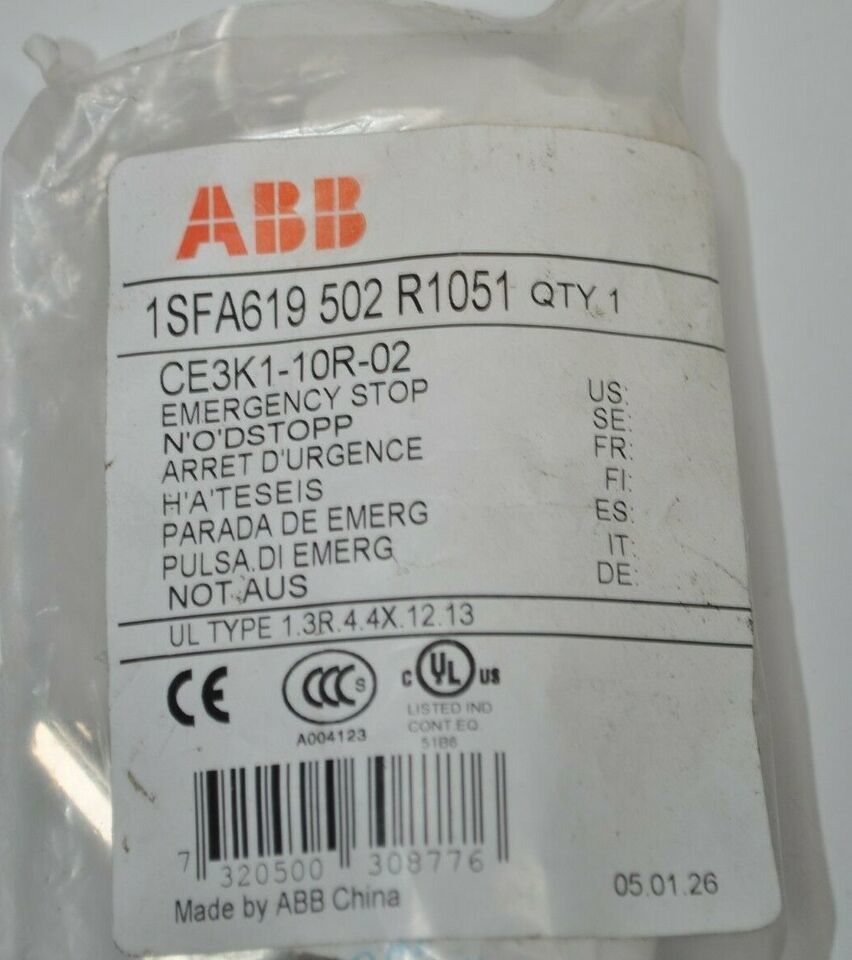 ABB
1SFA619 502 R1051 QTY 1
CE3K1-10R-02
EMERGENCY STOP US:
N'O'DSTOPP SE:
ARRET D'URGENCE FR:
H'A'TESEIS FI:
PARADA DE EMERG ES:
PULSA.DI EMERG IT:
NOT AUS DE:
UL TYPE 1.3R.4.4X.12.13
CE CCC S C UL US
A004123
LISTED IND
CONT.EQ.
51B6
7 320500 308776
Made by ABB China 05.01.26